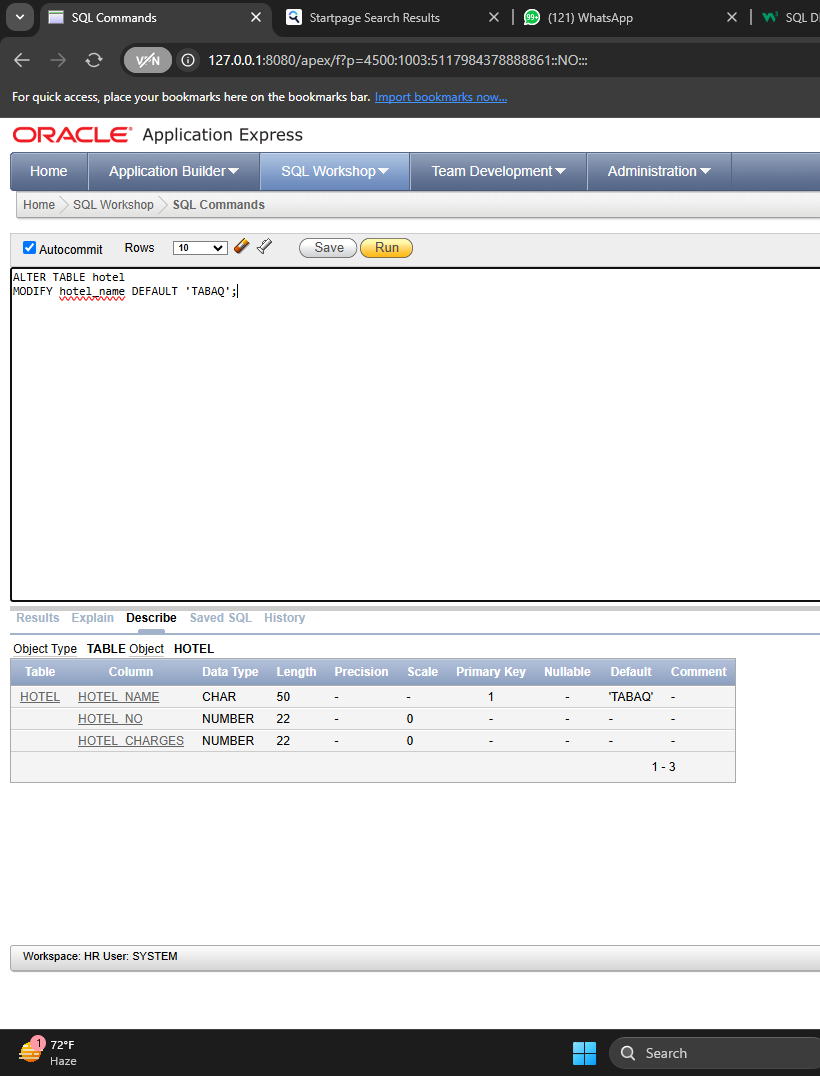 SQL Commands
Startpage Search Results
99+ (121) WhatsApp
SQL D
VPN 127.0.0.1:8080/apex/f?p=4500:1003:5117984378888861::NO:::
For quick access, place your bookmarks here on the bookmarks bar. Import bookmarks now...
ORACLE Application Express
Home Application Builder SQL Workshop Team Development Administration
Home SQL Workshop SQL Commands
Autocommit Rows 10 Save Run
ALTER TABLE hotel
MODIFY hotel_name DEFAULT 'TABAQ';
Results Explain Describe Saved SQL History
Object Type TABLE Object HOTEL
Table Column Data Type Length Precision Scale Primary Key Nullable Default Comment
HOTEL HOTEL_NAME CHAR 50 - - 1 - 'TABAQ' -
HOTEL_NO NUMBER 22 - 0 - - - -
HOTEL_CHARGES NUMBER 22 - 0 - - - -
1 - 3
Workspace: HR User: SYSTEM
1
72°F
Haze
Search